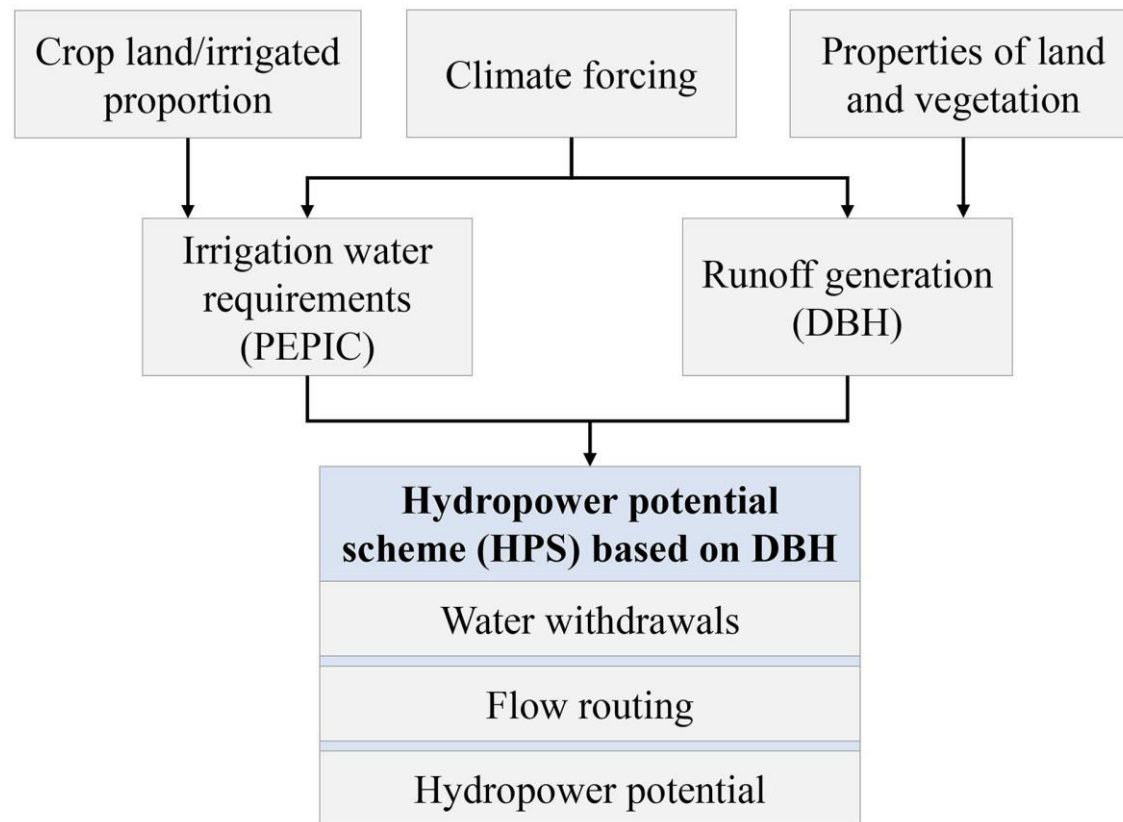 Crop land/irrigated
proportion
Climate forcing
Properties of land
and vegetation
Irrigation water
requirements
(PEPIC)
Runoff generation
(DBH)
Hydropower potential
scheme (HPS) based on DBH
Water withdrawals
Flow routing
Hydropower potential